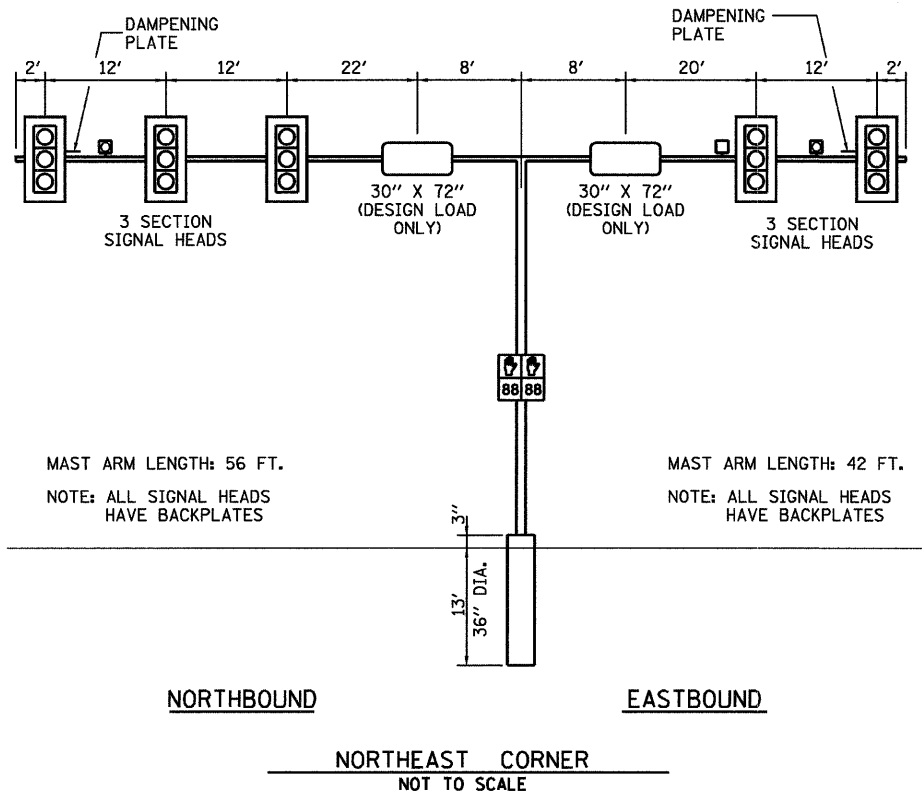 DAMPENING
PLATE
DAMPENING
PLATE
2' 12' 12' 22' 8' 8' 20' 12' 2'
30" X 72"
(DESIGN LOAD
ONLY)
30" X 72"
(DESIGN LOAD
ONLY)
3 SECTION
SIGNAL HEADS
3 SECTION
SIGNAL HEADS
88 88
MAST ARM LENGTH: 56 FT.
NOTE: ALL SIGNAL HEADS
HAVE BACKPLATES
MAST ARM LENGTH: 42 FT.
NOTE: ALL SIGNAL HEADS
HAVE BACKPLATES
3"
13'
36" DIA.
NORTHBOUND
EASTBOUND
NORTHEAST CORNER
NOT TO SCALE